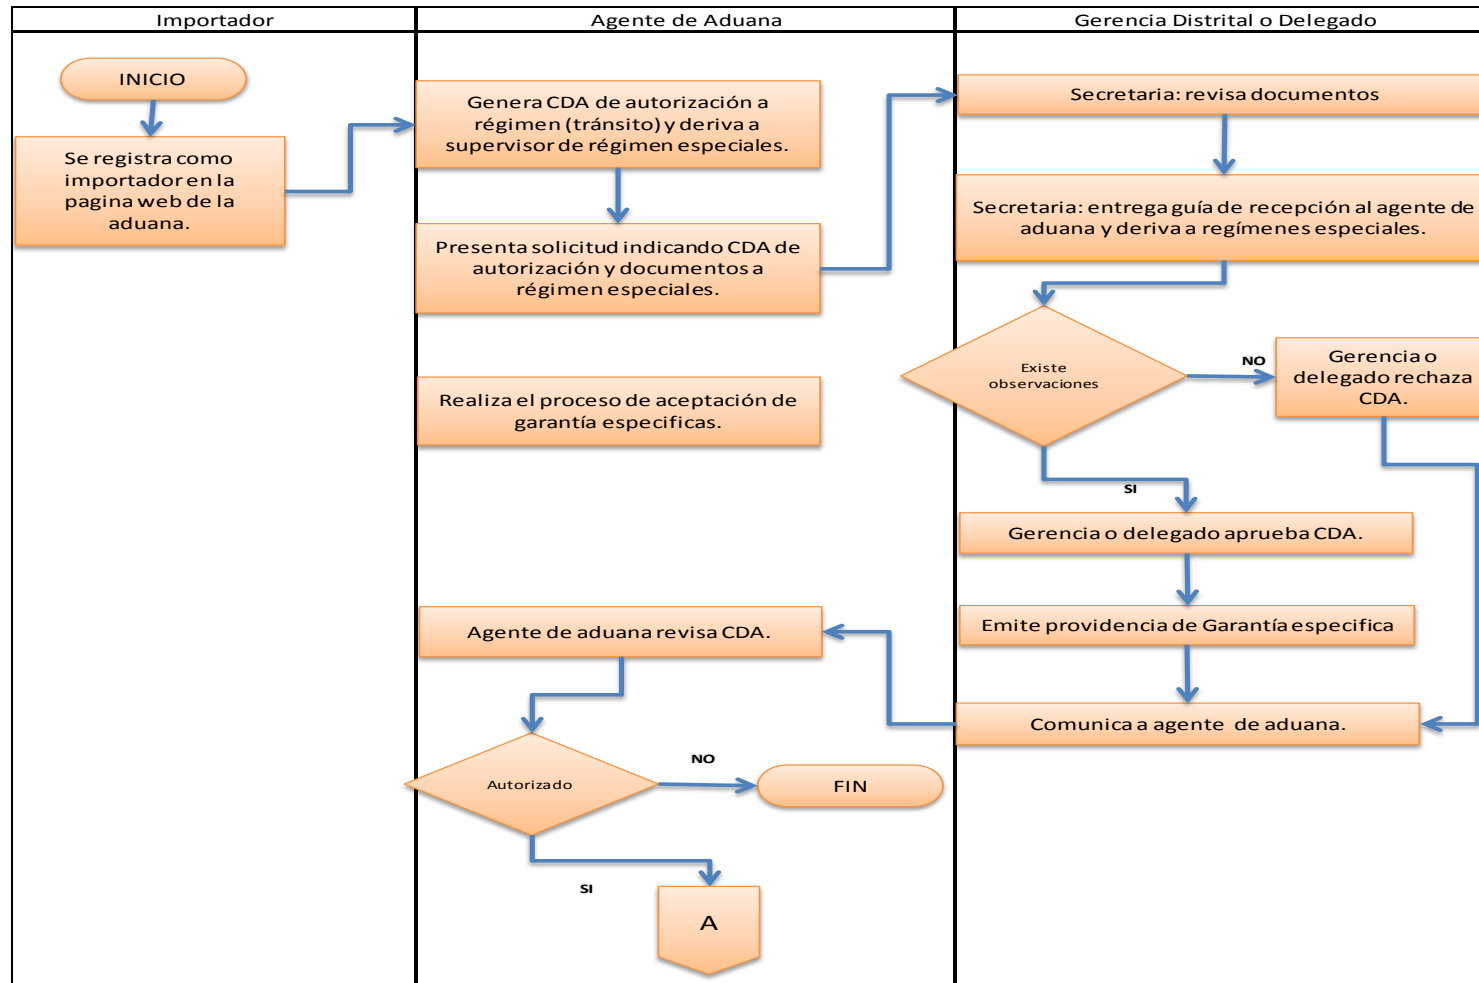 Importador
Agente de Aduana
Gerencia Distrital o Delegado
INICIO
Se registra como
importador en la
pagina web de la
aduana.
Genera CDA de autorización a
régimen (tránsito) y deriva a
supervisor de régimen especiales.
Presenta solicitud indicando CDA de
autorización y documentos a
régimen especiales.
Secretaria: revisa documentos
Secretaria: entrega guía de recepción al agente de
aduana y deriva a regímenes especiales.
Existe
observaciones
NO
Gerencia o
delegado rechaza
CDA.
Realiza el proceso de aceptación de
garantía especificas.
SI
Gerencia o delegado aprueba CDA.
Emite providencia de Garantía especifica
Comunica a agente de aduana.
Agente de aduana revisa CDA.
Autorizado
NO
FIN
SI
A